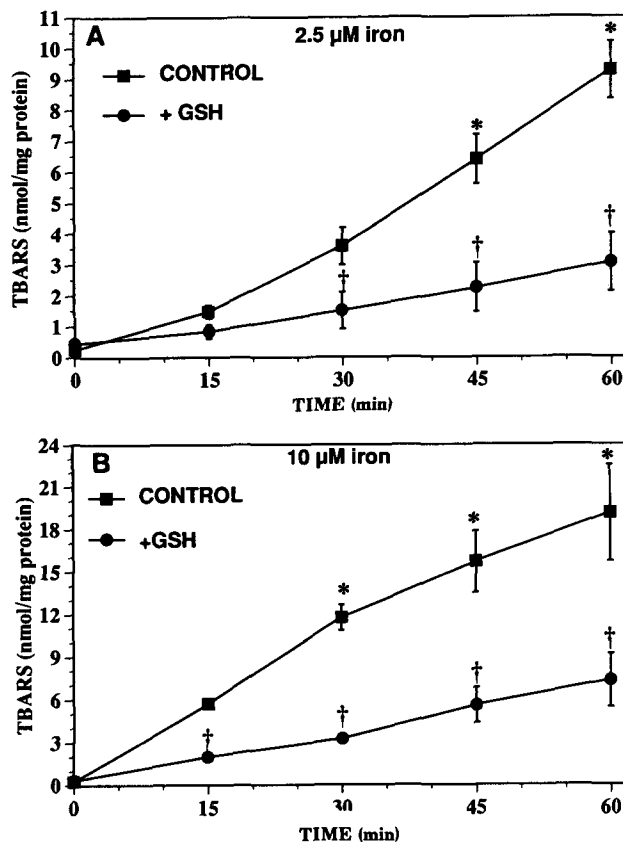 A
2.5 µM iron
CONTROL
+ GSH
TBARS (nmol/mg protein)
11
10
9
8
7
6
5
4
3
2
1
0
*
*
†
†
†
0 15 30 45 60
TIME (min)
B
10 µM iron
CONTROL
+GSH
TBARS (nmol/mg protein)
24
21
18
15
12
9
6
3
0
*
*
*
†
†
†
†
0 15 30 45 60
TIME (min)